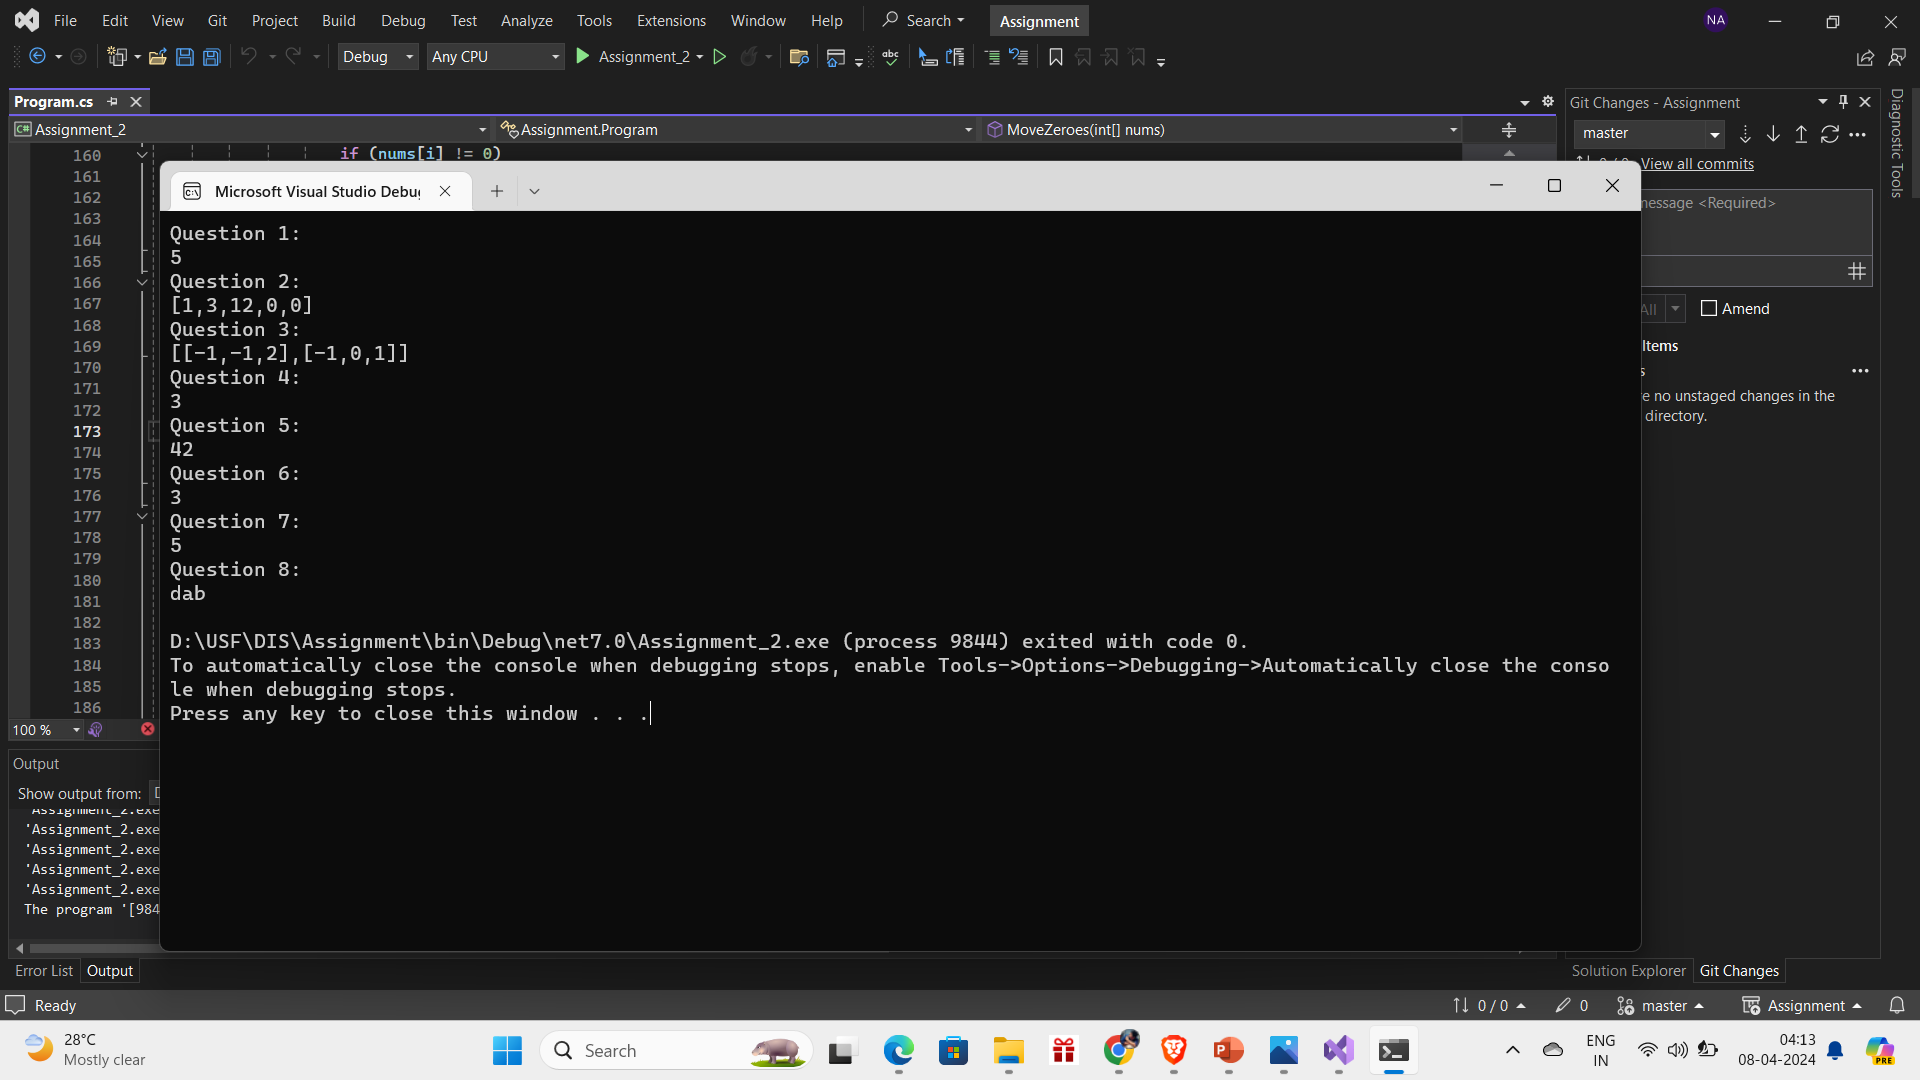 File Edit View Git Project Build Debug Test Analyze Tools Extensions Window Help Search Assignment NA
Debug Any CPU Assignment_2
Program.cs
Git Changes - Assignment
Diagnostic Tools
C# Assignment_2 Assignment.Program MoveZeroes(int[] nums)
master
160 if (nums[i] != 0)
View all commits
161
162
163
164
165
166
167
168
169
170
171
172
173
174
175
176
177
178
179
180
181
182
183
184
185
186
Microsoft Visual Studio Debu
Question 1:
5
Question 2:
[1,3,12,0,0]
Question 3:
[[-1,-1,2],[-1,0,1]]
Question 4:
3
Question 5:
42
Question 6:
3
Question 7:
5
Question 8:
dab
D:\USF\DIS\Assignment\bin\Debug\net7.0\Assignment_2.exe (process 9844) exited with code 0.
To automatically close the console when debugging stops, enable Tools->Options->Debugging->Automatically close the conso
le when debugging stops.
Press any key to close this window . . .
message <Required>
All Amend
Items
s
e no unstaged changes in the
directory.
100 %
Output
Show output from:
'Assignment_2.exe
'Assignment_2.exe
'Assignment_2.exe
'Assignment_2.exe
'Assignment_2.exe
The program '[984
Error List Output
Solution Explorer Git Changes
Ready
0 / 0 0 master Assignment
28°C
Mostly clear
Search
ENG
IN
04:13
08-04-2024
PRE